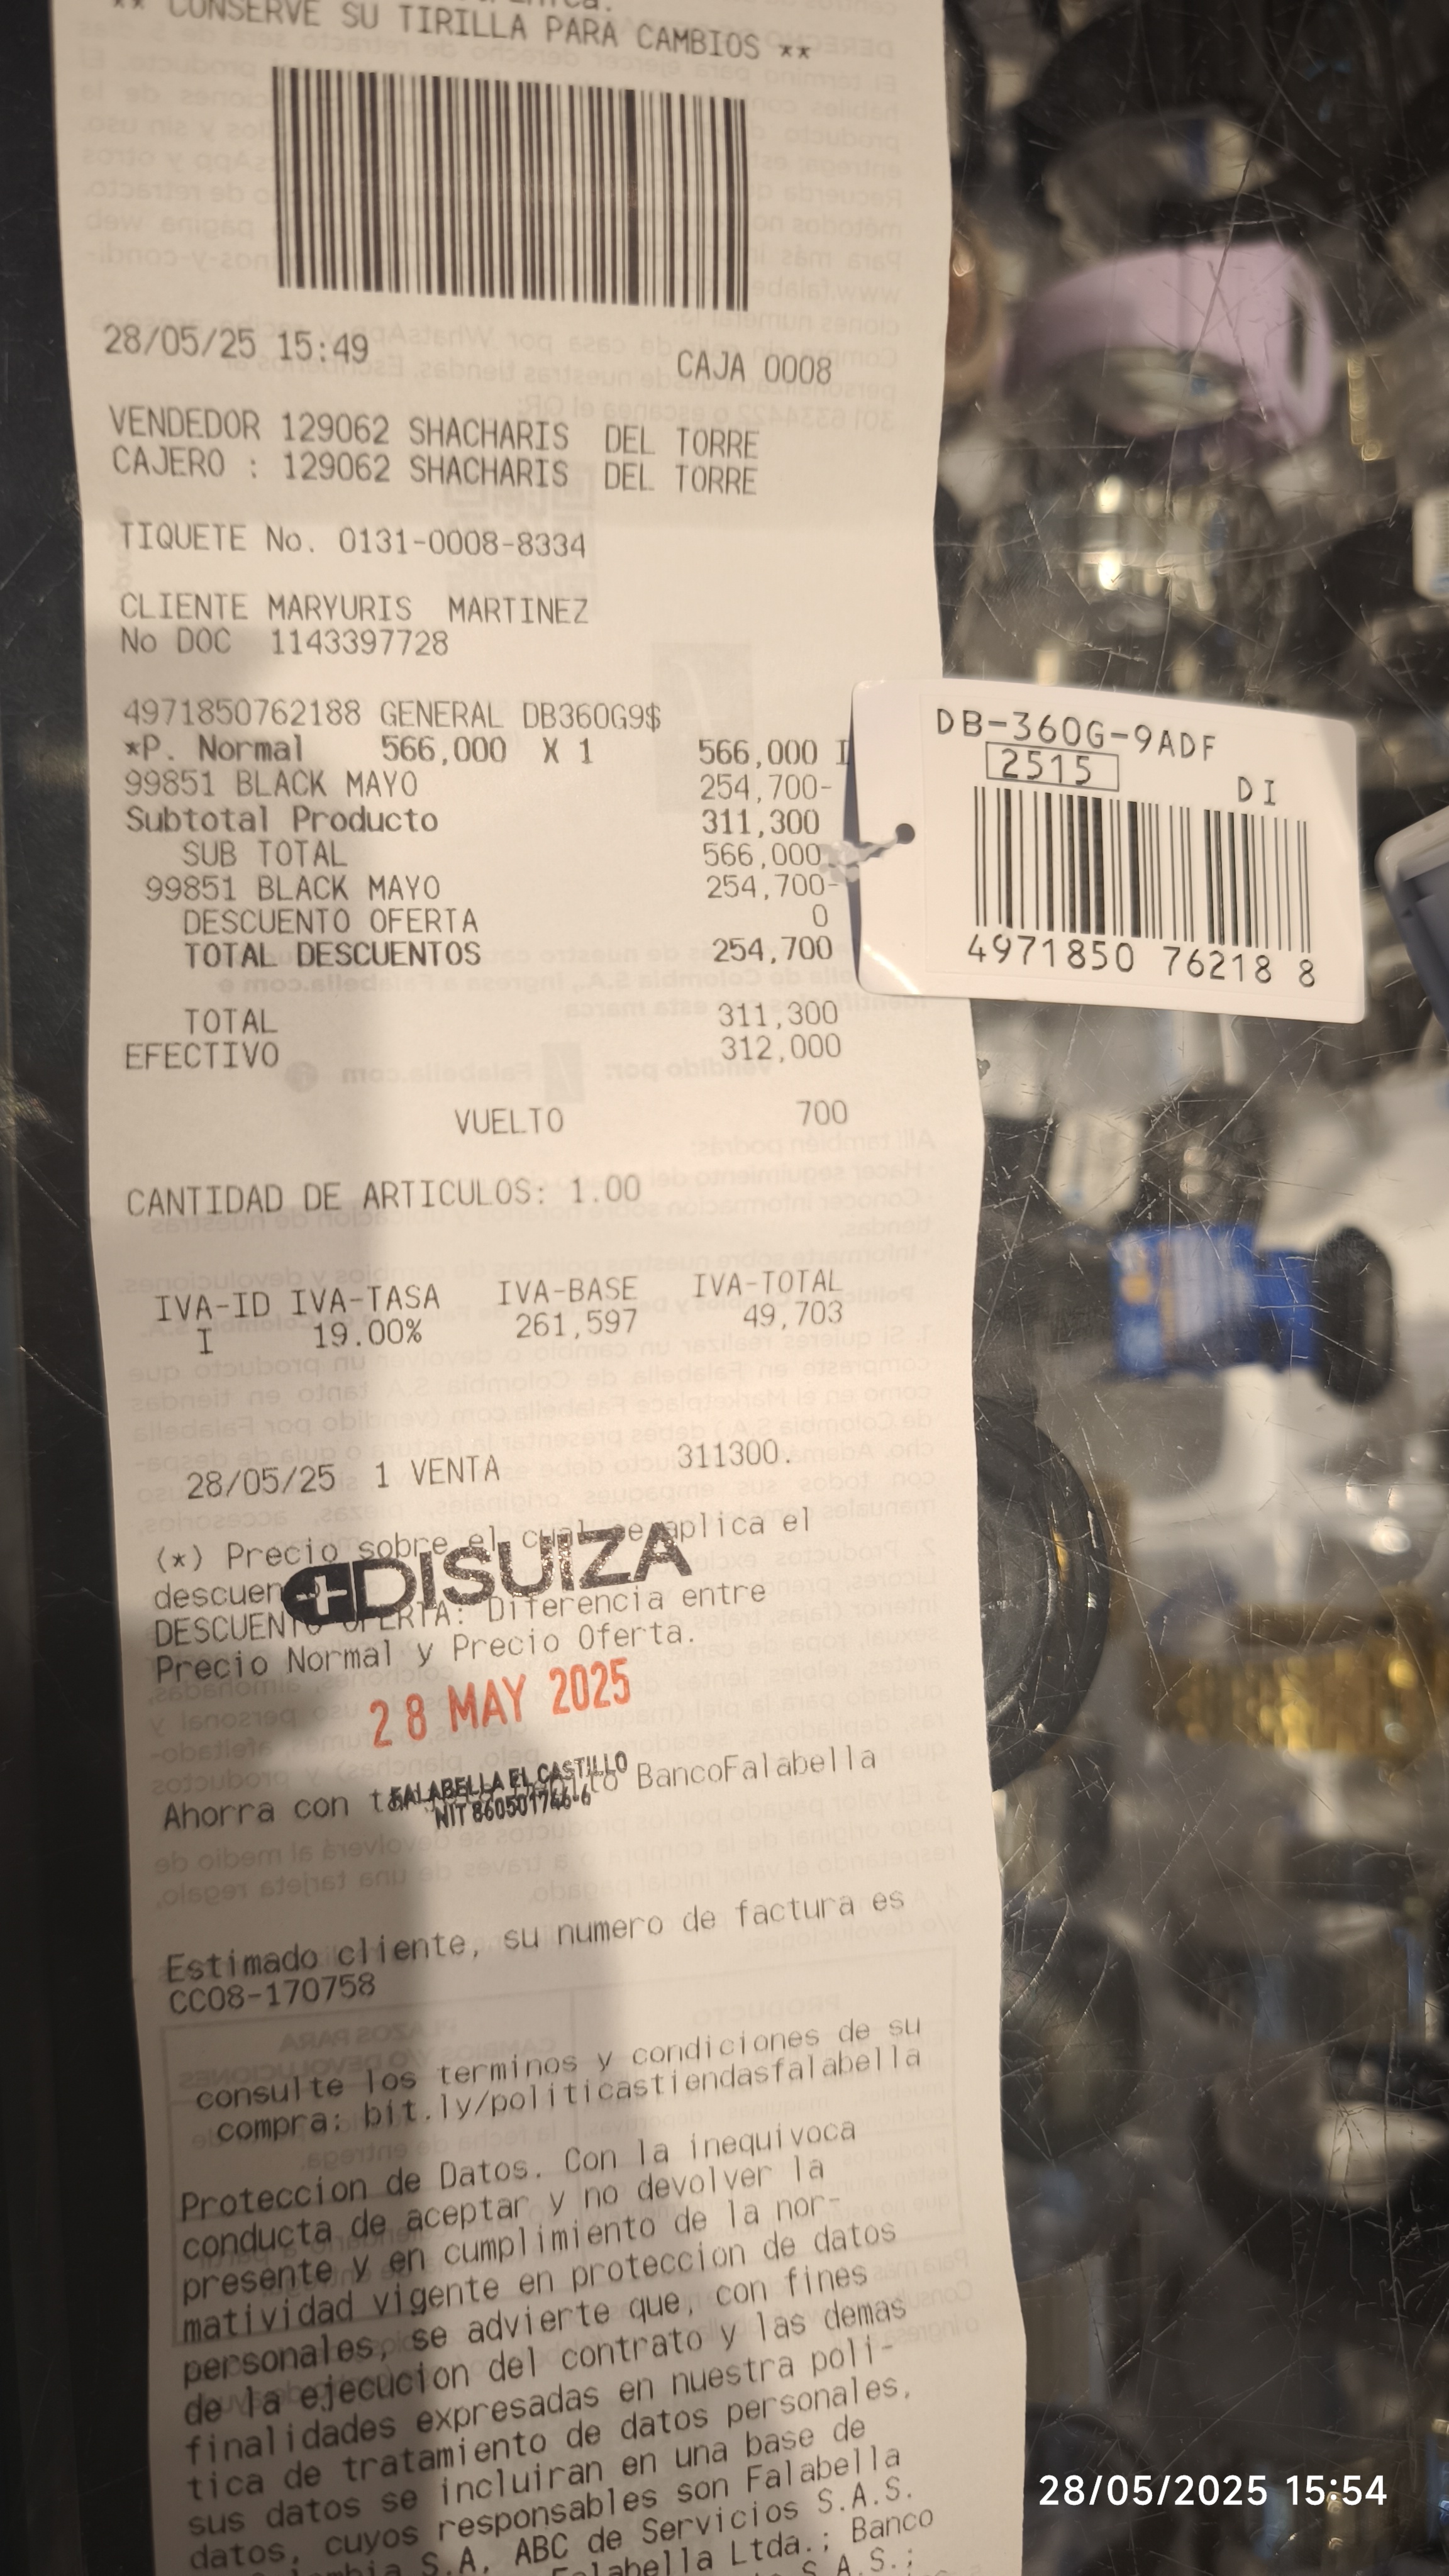 ** CONSERVE SU TIRILLA PARA CAMBIOS **
28/05/25 15:49 CAJA 0008
VENDEDOR 129062 SHACHARIS DEL TORRE
CAJERO : 129062 SHACHARIS DEL TORRE
TIQUETE No. 0131-0008-8334
CLIENTE MARYURIS MARTINEZ
No DOC 1143397728
4971850762188 GENERAL DB360G9$
*P. Normal 566,000 X 1 566,000 I
99851 BLACK MAYO 254,700-
Subtotal Producto 311,300
SUB TOTAL 566,000
99851 BLACK MAYO 254,700-
DESCUENTO OFERTA 0
TOTAL DESCUENTOS 254,700
TOTAL 311,300
EFECTIVO 312,000
VUELTO 700
CANTIDAD DE ARTICULOS: 1.00
IVA-ID IVA-TASA IVA-BASE IVA-TOTAL
I 19.00% 261,597 49,703
28/05/25 1 VENTA 311300.
(*) Precio sobre el cual se aplica el
descuen
DISUIZA
DESCUENTO OFERTA: Diferencia entre
Precio Normal y Precio Oferta.
28 MAY 2025
FALABELLA EL CASTILLO
NIT 860501766-6
Ahorra con BancoFalabella
Estimado cliente, su numero de factura es
CC08-170758
consulte los terminos y condiciones de su
compra: bit.ly/politicastiendasfalabella
Proteccion de Datos. Con la inequivoca
conducta de aceptar y no devolver la
presente y en cumplimiento de la nor-
matividad vigente en proteccion de datos
personales, se advierte que, con fines
de la ejecucion del contrato y las demas
finalidades expresadas en nuestra poli-
tica de tratamiento de datos personales,
sus datos se incluiran en una base de
datos, cuyos responsables son Falabella
S.A, ABC de Servicios S.A.S.
Falabella Ltda.; Banco
S.A.S.;
DB-360G-9ADF
2515
DI
4971850 76218 8
28/05/2025 15:54